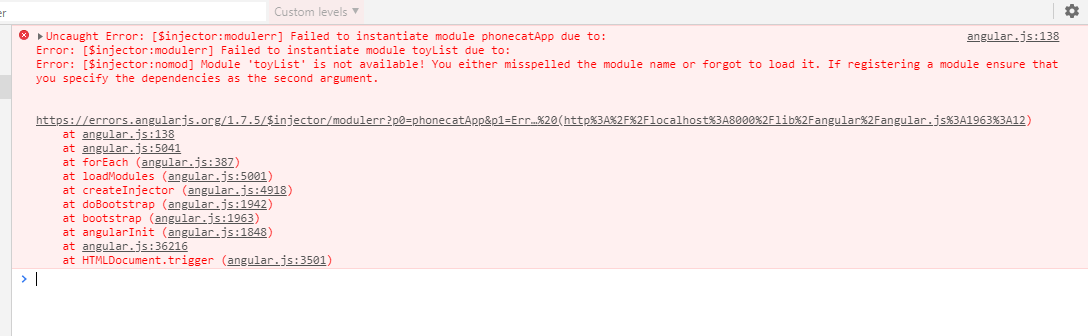 er
Custom levels ▼
Uncaught Error: [$injector:modulerr] Failed to instantiate module phonecatApp due to: angular.js:138
Error: [$injector:modulerr] Failed to instantiate module toyList due to:
Error: [$injector:nomod] Module 'toyList' is not available! You either misspelled the module name or forgot to load it. If registering a module ensure that
you specify the dependencies as the second argument.
https://errors.angularjs.org/1.7.5/$injector/modulerr?p0=phonecatApp&p1=Err…%20(http%3A%2F%2Flocalhost%3A8000%2Flib%2Fangular%2Fangular.js%3A1963%3A12)
at angular.js:138
at angular.js:5041
at forEach (angular.js:387)
at loadModules (angular.js:5001)
at createInjector (angular.js:4918)
at doBootstrap (angular.js:1942)
at bootstrap (angular.js:1963)
at angularInit (angular.js:1848)
at angular.js:36216
at HTMLDocument.trigger (angular.js:3501)